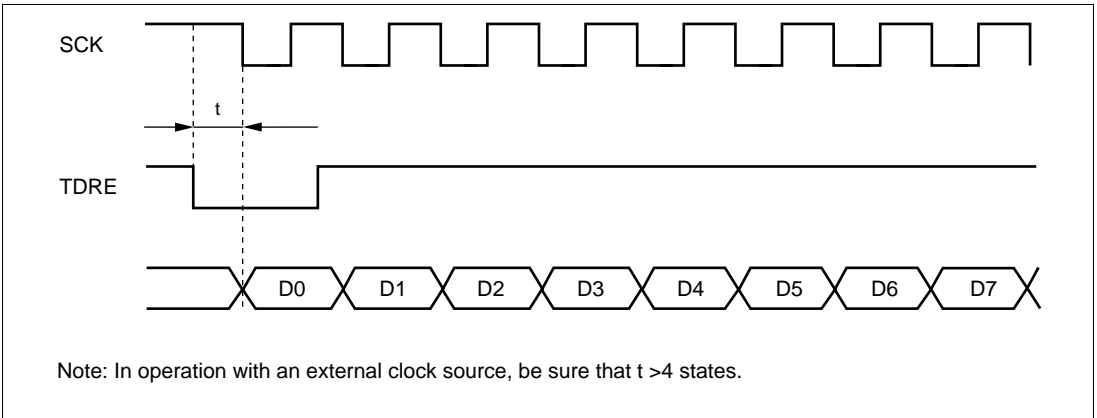 SCK
t
TDRE
D0 D1 D2 D3 D4 D5 D6 D7
Note: In operation with an external clock source, be sure that t >4 states.